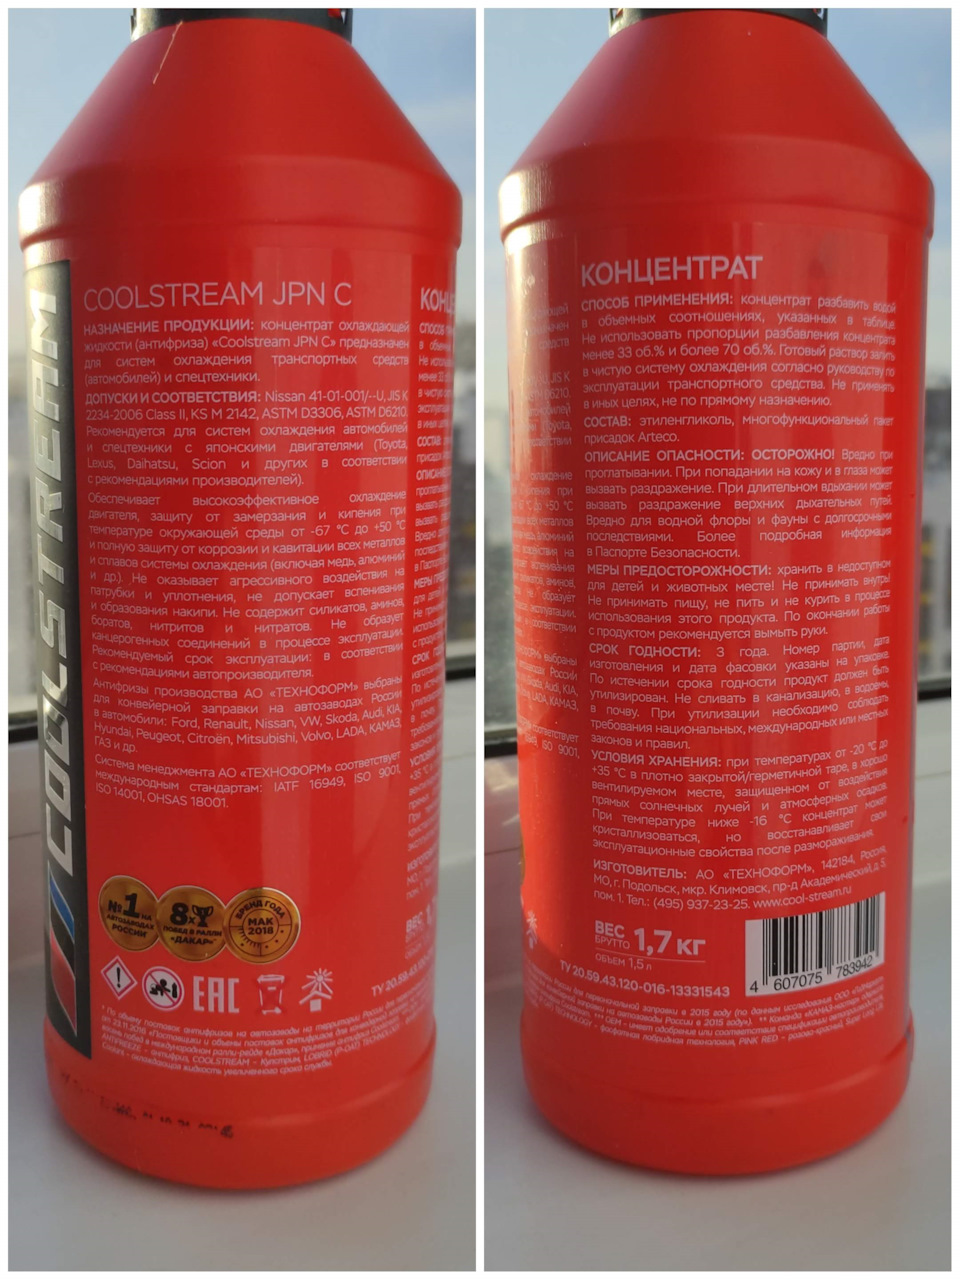 COOLSTREAM
COOLSTREAM JPN C
НАЗНАЧЕНИЕ ПРОДУКЦИИ: концентрат охлаждающей
жидкости (антифриза) «Coolstream JPN C» предназначен
для систем охлаждения транспортных средств
(автомобилей) и спецтехники.
ДОПУСКИ И СООТВЕТСТВИЯ: Nissan 41-01-001/--U, JIS K
2234-2006 Class II, KS M 2142, ASTM D3306, ASTM D6210.
Рекомендуется для систем охлаждения автомобилей
и спецтехники с японскими двигателями (Toyota,
Lexus, Daihatsu, Scion и других в соответствии
с рекомендациями производителей).
Обеспечивает высокоэффективное охлаждение
двигателя, защиту от замерзания и кипения при
температуре окружающей среды от -67 °C до +50 °C
и полную защиту от коррозии и кавитации всех металлов
и сплавов системы охлаждения (включая медь, алюминий
и др.). Не оказывает агрессивного воздействия на
патрубки и уплотнения, не допускает вспенивания
и образования накипи. Не содержит силикатов, аминов,
боратов, нитритов и нитратов. Не образует
канцерогенных соединений в процессе эксплуатации.
Рекомендуемый срок эксплуатации: в соответствии
с рекомендациями автопроизводителя.
Антифризы производства АО «ТЕХНОФОРМ» выбраны
для конвейерной заправки на автозаводах России
в автомобили: Ford, Renault, Nissan, VW, Skoda, Audi, KIA,
Hyundai, Peugeot, Citroën, Mitsubishi, Volvo, LADA, КАМАЗ,
ГАЗ и др.
Система менеджмента АО «ТЕХНОФОРМ» соответствует
международным стандартам: IATF 16949, ISO 9001,
ISO 14001, OHSAS 18001.
№1 НА
АВТОЗАВОДАХ
РОССИИ*
8х
ПОБЕД В РАЛЛИ
«ДАКАР»**
БРЕНД ГОДА
МАК
2018
EAC
КОНЦЕНТРАТ
СПОСОБ ПРИМЕНЕНИЯ: концентрат разбавить водой
в объемных соотношениях, указанных в таблице.
Не использовать пропорции разбавления концентрата
менее 33 об.% и более 70 об.%. Готовый раствор залить
в чистую систему охлаждения согласно руководству по
эксплуатации транспортного средства. Не применять
в иных целях, не по прямому назначению.
СОСТАВ: этиленгликоль, многофункциональный пакет
присадок Arteco.
ОПИСАНИЕ ОПАСНОСТИ: ОСТОРОЖНО! Вредно при
проглатывании. При попадании на кожу и в глаза может
вызвать раздражение. При длительном вдыхании может
вызвать раздражение верхних дыхательных путей.
Вредно для водной флоры и фауны с долгосрочными
последствиями. Более подробная информация
в Паспорте Безопасности.
МЕРЫ ПРЕДОСТОРОЖНОСТИ: хранить в недоступном
для детей и животных месте! Не принимать внутрь!
Не принимать пищу, не пить и не курить в процессе
использования этого продукта. По окончании работы
с продуктом рекомендуется вымыть руки.
СРОК ГОДНОСТИ: 3 года. Номер партии, дата
изготовления и дата фасовки указаны на упаковке.
По истечении срока годности продукт должен быть
утилизирован. Не сливать в канализацию, в водоемы,
в почву. При утилизации необходимо соблюдать
требования национальных, международных или местных
законов и правил.
УСЛОВИЯ ХРАНЕНИЯ: при температурах от -20 °C до
+35 °C в плотно закрытой/герметичной таре, в хорошо
вентилируемом месте, защищенном от воздействия
прямых солнечных лучей и атмосферных осадков.
При температуре ниже -16 °C концентрат может
кристаллизоваться, но восстанавливает свои
эксплуатационные свойства после размораживания.
ИЗГОТОВИТЕЛЬ: АО «ТЕХНОФОРМ», 142184, Россия,
МО, г. Подольск, мкр. Климовск, пр-д Академический, д. 5,
пом. 1. Тел.: (495) 937-23-25. www.cool-stream.ru
ВЕС
БРУТТО 1,7 кг
ОБЪЕМ 1,5 л
ТУ 20.59.43.120-016-13331543
4 607075 783942